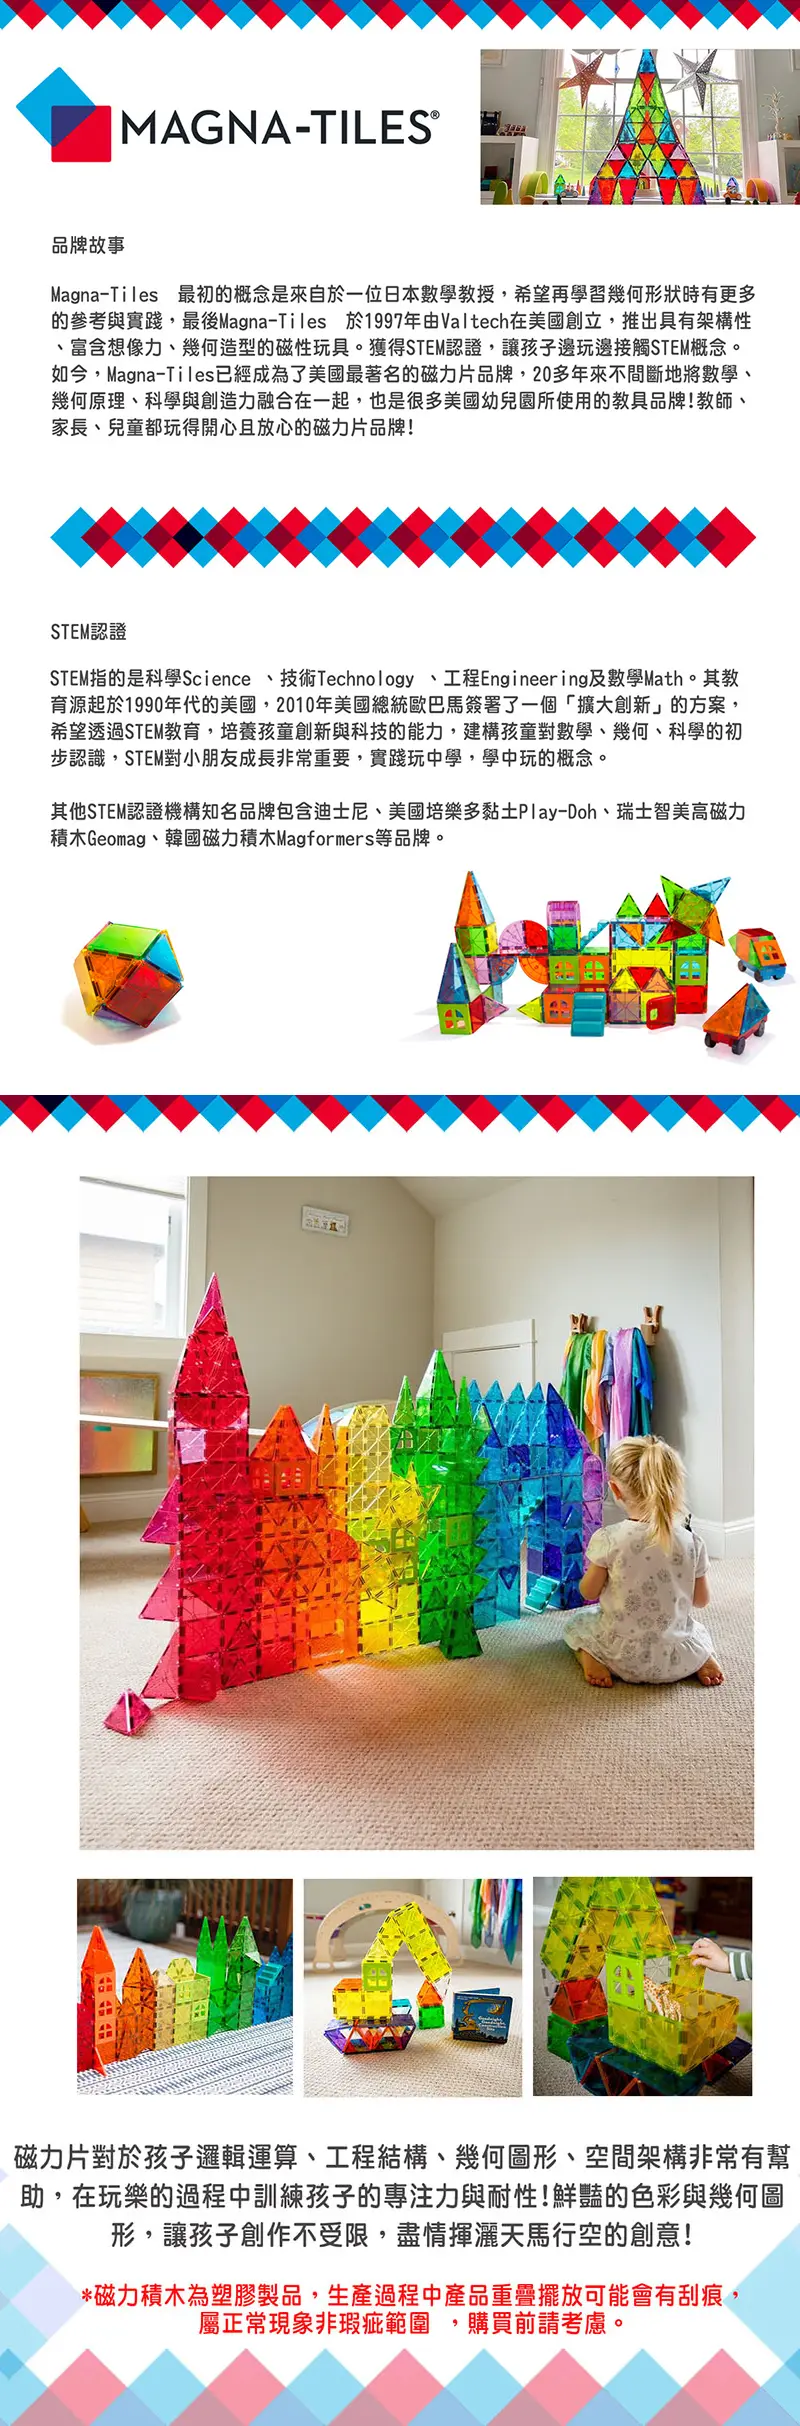 MAGNA-TILES®
品牌故事
Magna-Tiles 最初的概念是來自於一位日本數學教授，希望再學習幾何形狀時有更多
的參考與實踐，最後Magna-Tiles 於1997年由Valtech在美國創立，推出具有架構性
、富含想像力、幾何造型的磁性玩具。獲得STEM認證，讓孩子邊玩邊接觸STEM概念。
如今，Magna-Tiles已經成為了美國最著名的磁力片品牌，20多年來不間斷地將數學、
幾何原理、科學與創造力融合在一起，也是很多美國幼兒園所使用的教具品牌!教師、
家長、兒童都玩得開心且放心的磁力片品牌!
STEM認證
STEM指的是科學Science 、技術Technology 、工程Engineering及數學Math。其教
育源起於1990年代的美國，2010年美國總統歐巴馬簽署了一個「擴大創新」的方案，
希望透過STEM教育，培養孩童創新與科技的能力，建構孩童對數學、幾何、科學的初
步認識，STEM對小朋友成長非常重要，實踐玩中學，學中玩的概念。
其他STEM認證機構知名品牌包含迪士尼、美國培樂多黏土Play-Doh、瑞士智美高磁力
積木Geomag、韓國磁力積木Magformers等品牌。
Goodnight,
Goodnight,
Construction
Site
磁力片對於孩子邏輯運算、工程結構、幾何圖形、空間架構非常有幫
助，在玩樂的過程中訓練孩子的專注力與耐性!鮮豔的色彩與幾何圖
形，讓孩子創作不受限，盡情揮灑天馬行空的創意!
*磁力積木為塑膠製品，生產過程中產品重疊擺放可能會有刮痕，
屬正常現象非瑕疵範圍 ，購買前請考慮。